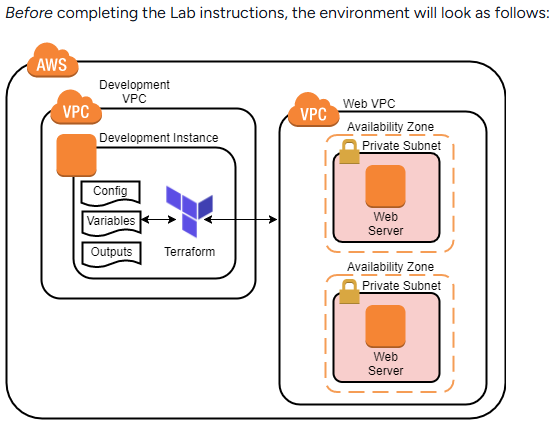 Before completing the Lab instructions, the environment will look as follows:
AWS
Development
VPC
VPC
Development Instance
Config
Variables
Outputs
Terraform
VPC
Web VPC
Availability Zone
Private Subnet
Web
Server
Availability Zone
Private Subnet
Web
Server